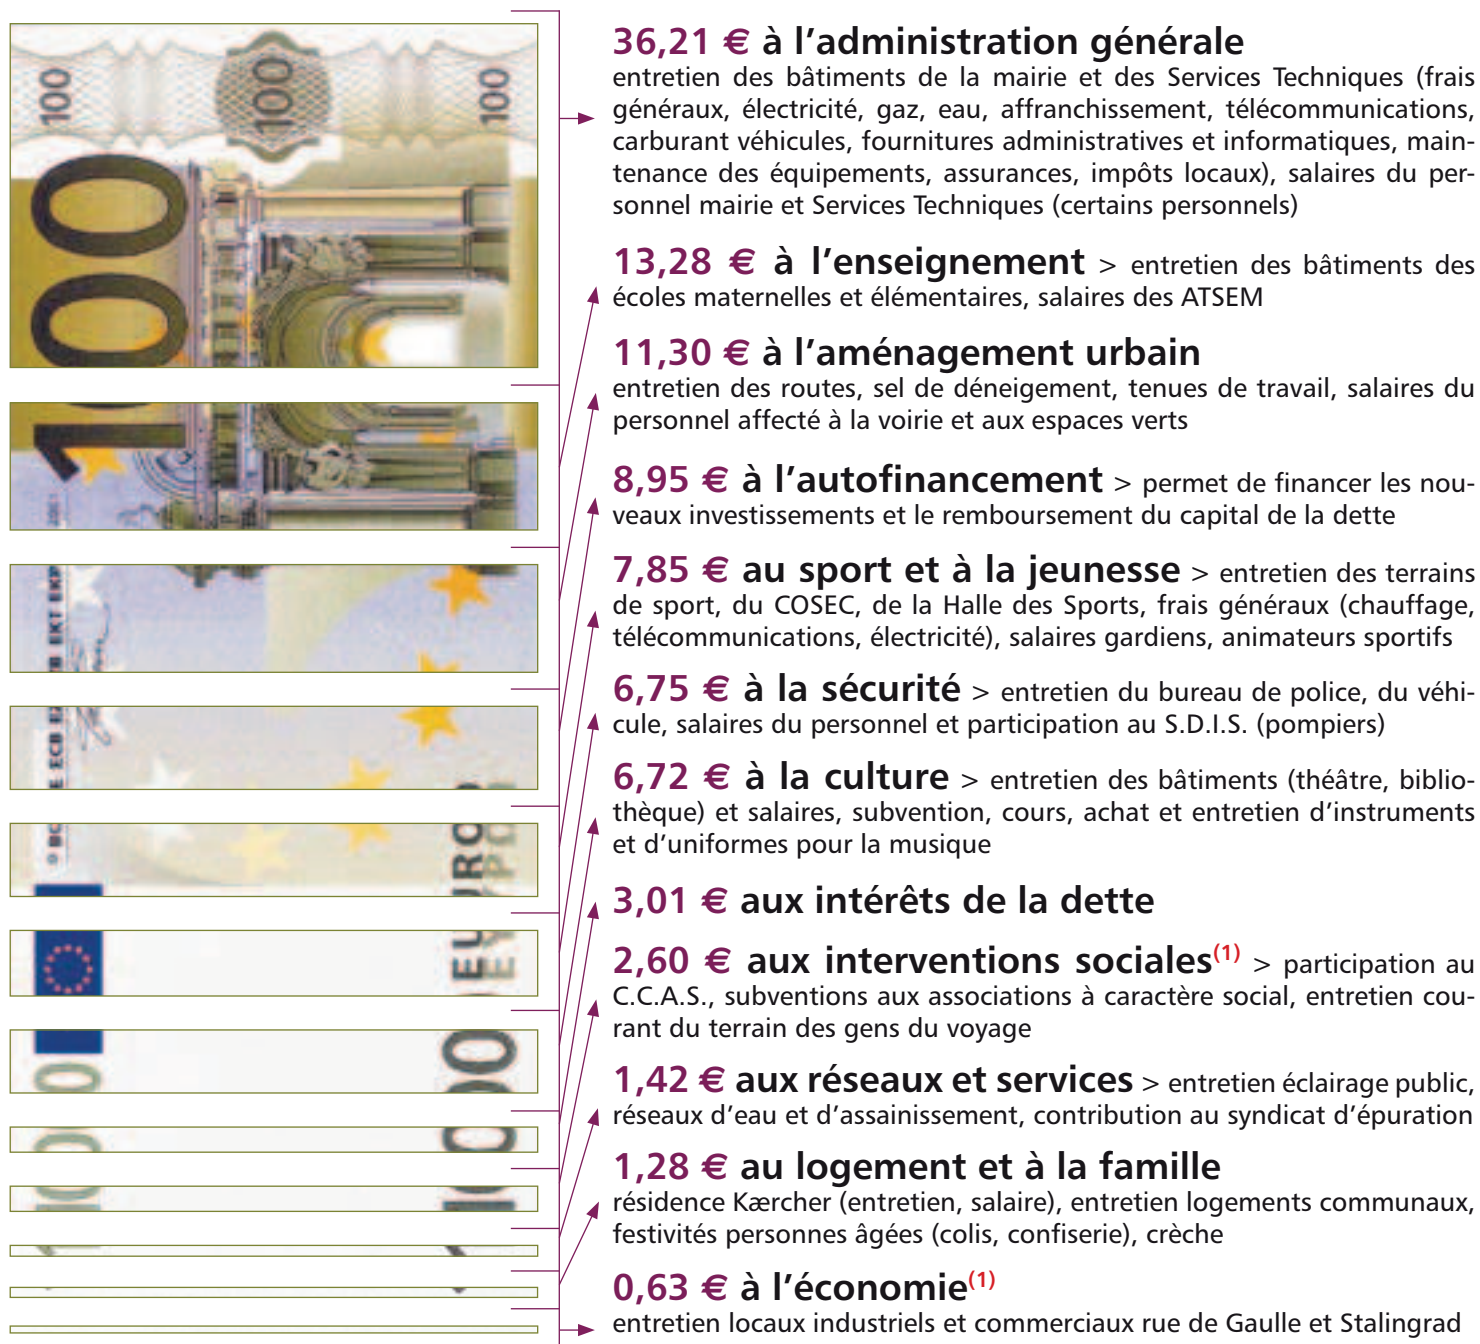 36,21 € à l'administration générale
entretien des bâtiments de la mairie et des Services Techniques (frais
généraux, électricité, gaz, eau, affranchissement, télécommunications,
carburant véhicules, fournitures administratives et informatiques, main-
tenance des équipements, assurances, impôts locaux), salaires du per-
sonnel mairie et Services Techniques (certains personnels)
13,28 € à l'enseignement > entretien des bâtiments des
écoles maternelles et élémentaires, salaires des ATSEM
11,30 € à l'aménagement urbain
entretien des routes, sel de déneigement, tenues de travail, salaires du
personnel affecté à la voirie et aux espaces verts
8,95 € à l'autofinancement > permet de financer les nou-
veaux investissements et le remboursement du capital de la dette
7,85 € au sport et à la jeunesse > entretien des terrains
de sport, du COSEC, de la Halle des Sports, frais généraux (chauffage,
télécommunications, électricité), salaires gardiens, animateurs sportifs
6,75 € à la sécurité > entretien du bureau de police, du véhi-
cule, salaires du personnel et participation au S.D.I.S. (pompiers)
6,72 € à la culture > entretien des bâtiments (théâtre, biblio-
thèque) et salaires, subvention, cours, achat et entretien d'instruments
et d'uniformes pour la musique
3,01 € aux intérêts de la dette
2,60 € aux interventions sociales(1) > participation au
C.C.A.S., subventions aux associations à caractère social, entretien cou-
rant du terrain des gens du voyage
1,42 € aux réseaux et services > entretien éclairage public,
réseaux d'eau et d'assainissement, contribution au syndicat d'épuration
1,28 € au logement et à la famille
résidence Kærcher (entretien, salaire), entretien logements communaux,
festivités personnes âgées (colis, confiserie), crèche
0,63 € à l'économie(1)
entretien locaux industriels et commerciaux rue de Gaulle et Stalingrad
100
100
100
100
EURO